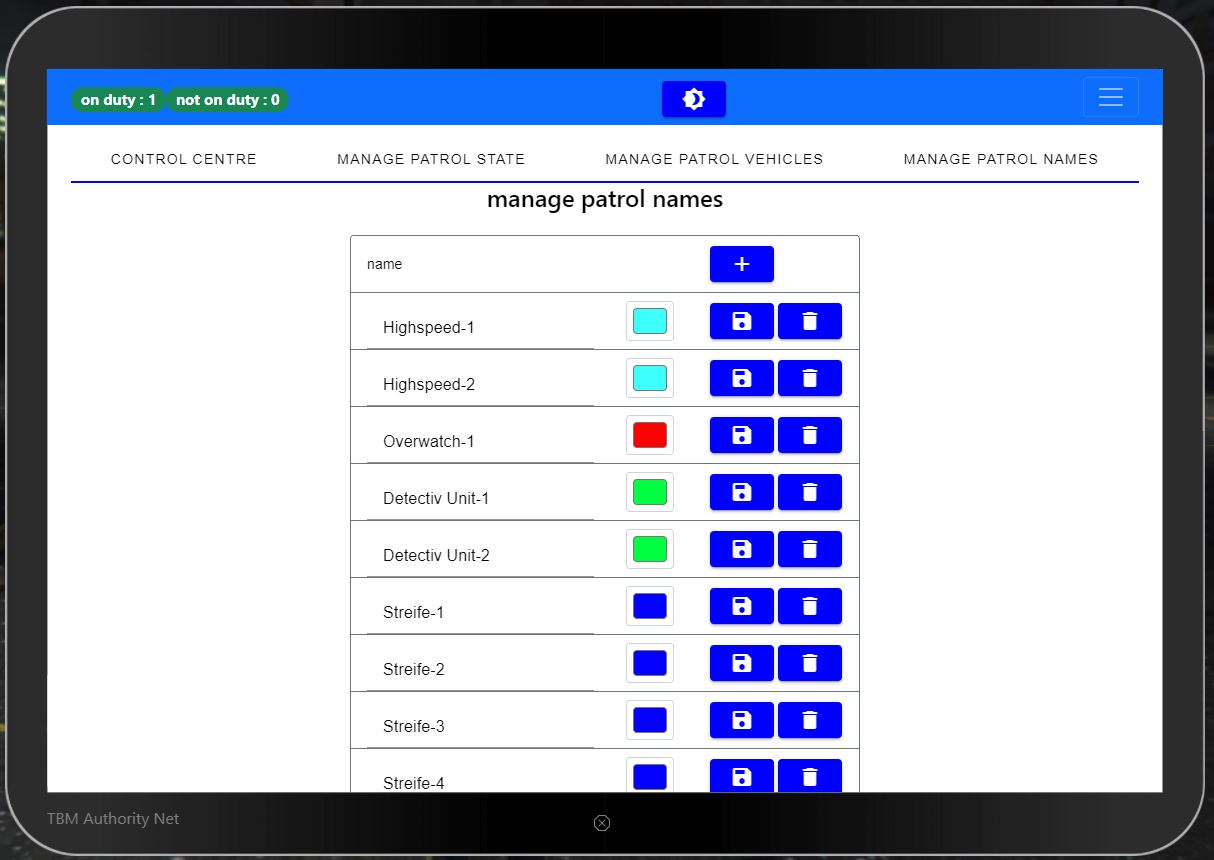 on duty : 1 not on duty : 0
CONTROL CENTRE MANAGE PATROL STATE MANAGE PATROL VEHICLES MANAGE PATROL NAMES
manage patrol names
name
Highspeed-1
Highspeed-2
Overwatch-1
Detectiv Unit-1
Detectiv Unit-2
Streife-1
Streife-2
Streife-3
Streife-4
TBM Authority Net